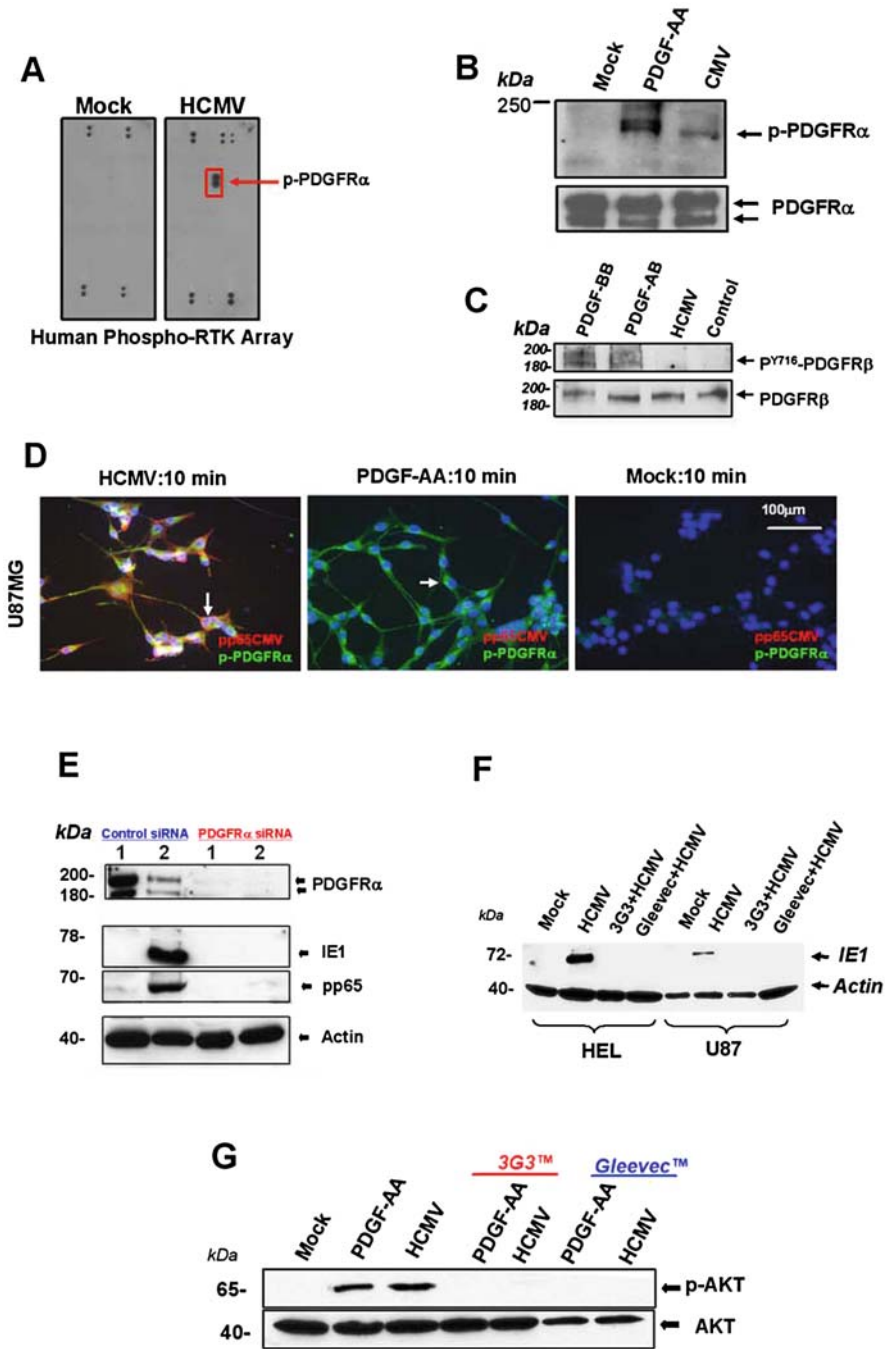 A
Mock
HCMV
p-PDGFRα
Human Phospho-RTK Array
B
kDa
Mock
PDGF-AA
CMV
250
p-PDGFRα
PDGFRα
C
kDa
PDGF-BB
PDGF-AB
HCMV
Control
200-
180-
PY716-PDGFRβ
200-
180-
PDGFRβ
D
HCMV:10 min
PDGF-AA:10 min
Mock:10 min
U87MG
pp65CMV
p-PDGFRα
pp65CMV
p-PDGFRα
100μm
pp65CMV
p-PDGFRα
E
kDa
Control siRNA
PDGFRα siRNA
1 2 1 2
200-
180-
PDGFRα
78-
IE1
70-
pp65
40-
Actin
F
kDa
Mock
HCMV
3G3+HCMV
Gleevec+HCMV
Mock
HCMV
3G3+HCMV
Gleevec+HCMV
72-
IE1
40-
Actin
HEL
U87
G
3G3™
Gleevec™
kDa
Mock
PDGF-AA
HCMV
PDGF-AA
HCMV
PDGF-AA
HCMV
65-
p-AKT
40-
AKT